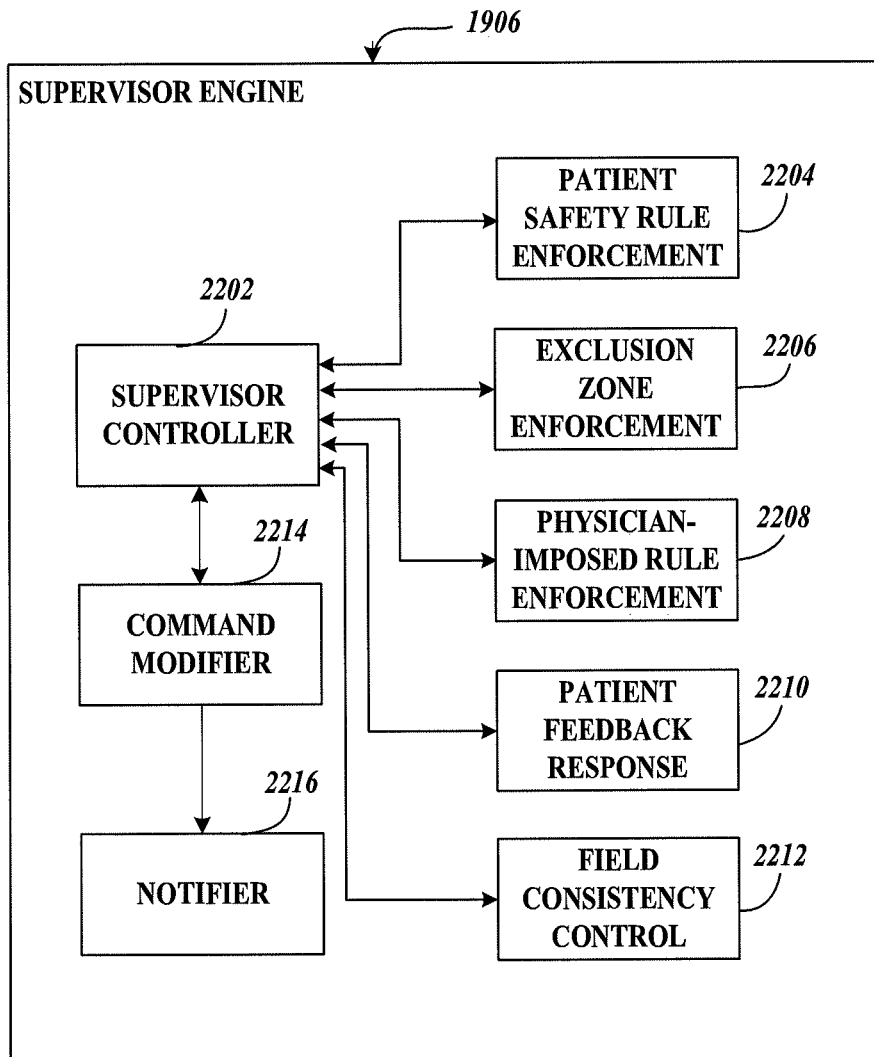 1906
SUPERVISOR ENGINE
PATIENT
SAFETY RULE
ENFORCEMENT
2204
2202
SUPERVISOR
CONTROLLER
EXCLUSION
ZONE
ENFORCEMENT
2206
PHYSICIAN-
IMPOSED RULE
ENFORCEMENT
2208
2214
COMMAND
MODIFIER
PATIENT
FEEDBACK
RESPONSE
2210
2216
NOTIFIER
FIELD
CONSISTENCY
CONTROL
2212